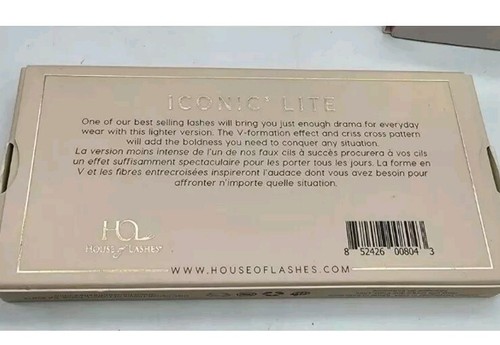 iCONIC® LITE
One of our best selling lashes will bring you just enough drama for everyday
wear with this lighter version. The V-formation effect and criss cross pattern
will add the boldness you need to conquer any situation.
La version moins intense de l'un de nos faux cils à succès procurera à vos cils
un effet suffisamment spectaculaire pour les porter tous les jours. La forme en
V et les fibres entrecroisées inspireront l'audace dont vous avez besoin pour
affronter n'importe quelle situation.
HOL
HOUSE of LASHES®
8 52426 00804 3
WWW.HOUSEOFLASHES.COM